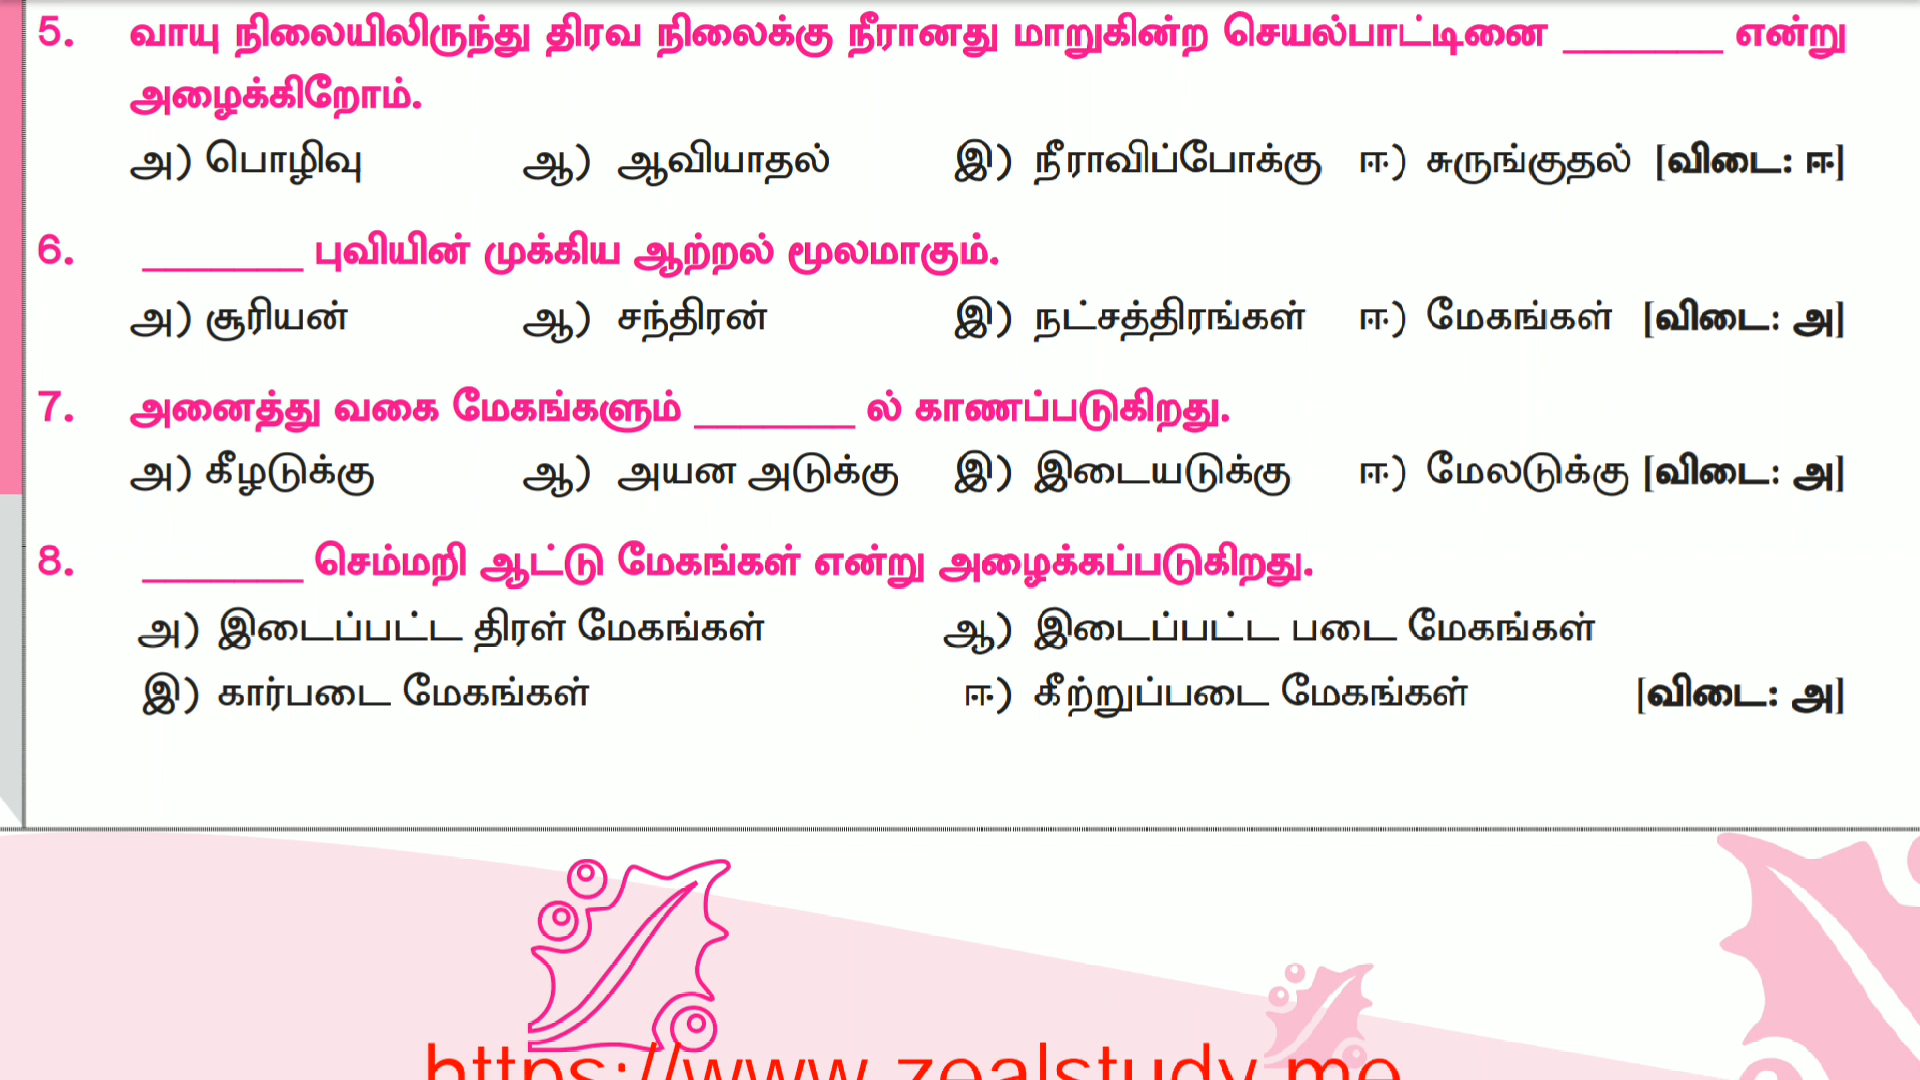 5. வாயு நிலையிலிருந்து திரவ நிலைக்கு நீரானது மாறுகின்ற செயல்பாட்டினை ________ என்று
அழைக்கிறோம்.
அ) பொழிவு ஆ) ஆவியாதல் இ) நீராவிப்போக்கு ஈ) சுருங்குதல் [விடை: ஈ]
6. ________ புவியின் முக்கிய ஆற்றல் மூலமாகும்.
அ) சூரியன் ஆ) சந்திரன் இ) நட்சத்திரங்கள் ஈ) மேகங்கள் [விடை: அ]
7. அனைத்து வகை மேகங்களும் ________ ல் காணப்படுகிறது.
அ) கீழடுக்கு ஆ) அயன அடுக்கு இ) இடையடுக்கு ஈ) மேலடுக்கு [விடை: அ]
8. ________ செம்மறி ஆட்டு மேகங்கள் என்று அழைக்கப்படுகிறது.
அ) இடைப்பட்ட திரள் மேகங்கள் ஆ) இடைப்பட்ட படை மேகங்கள்
இ) கார்படை மேகங்கள் ஈ) கீற்றுப்படை மேகங்கள் [விடை: அ]
https://www.zealstudy.me